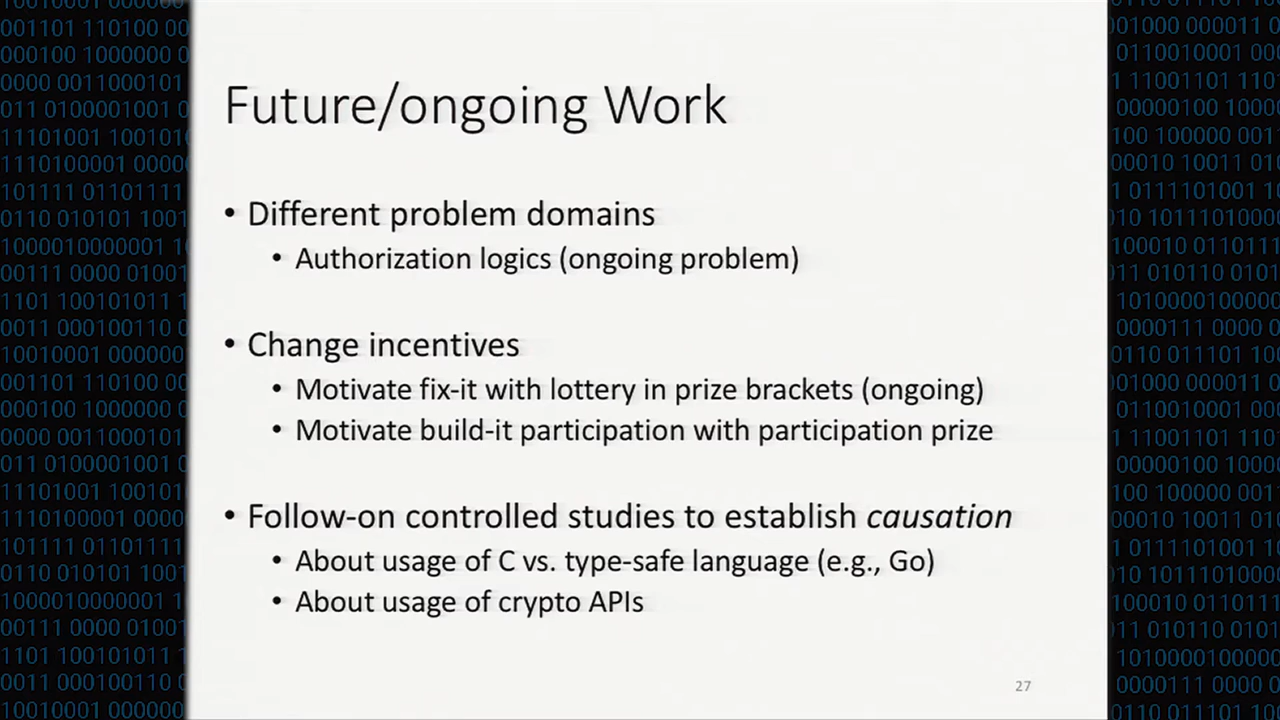 Future/ongoing Work
• Different problem domains
• Authorization logics (ongoing problem)
• Change incentives
• Motivate fix-it with lottery in prize brackets (ongoing)
• Motivate build-it participation with participation prize
• Follow-on controlled studies to establish causation
• About usage of C vs. type-safe language (e.g., Go)
• About usage of crypto APIs
27